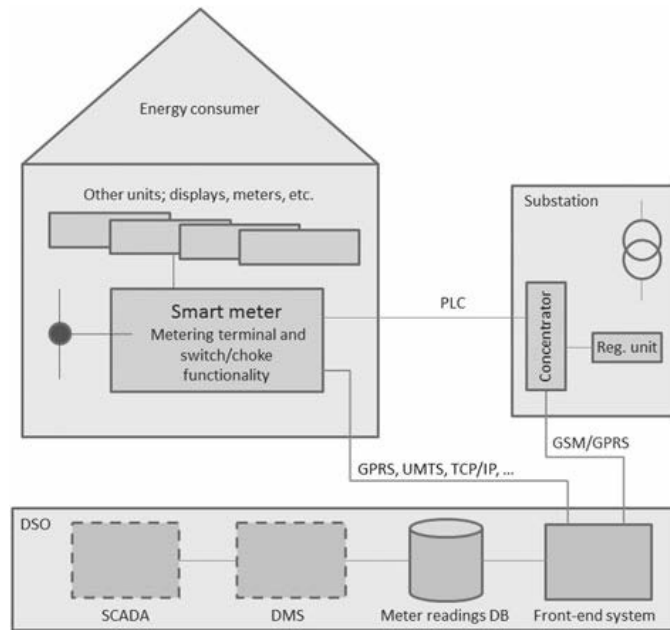 Energy consumer
Other units; displays, meters, etc.
Smart meter
Metering terminal and
switch/choke
functionality
PLC
Substation
Concentrator
Reg. unit
GSM/GPRS
GPRS, UMTS, TCP/IP, ...
DSO
SCADA
DMS
Meter readings DB
Front-end system